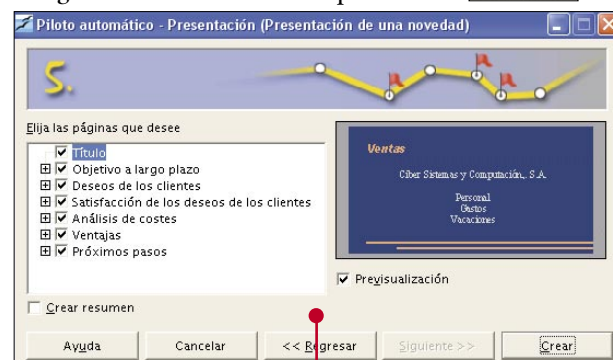 Piloto automático - Presentación (Presentación de una novedad)
5.
Elija las páginas que desee
Título
Objetivo a largo plazo
Deseos de los clientes
Satisfacción de los deseos de los clientes
Análisis de costes
Ventajas
Próximos pasos
Crear resumen
Ventas
Ciber Sistemas y Computación, S.A.
Personal
Gastos
Vacaciones
Previsualización
Ayuda Cancelar << Regresar Siguiente >> Crear